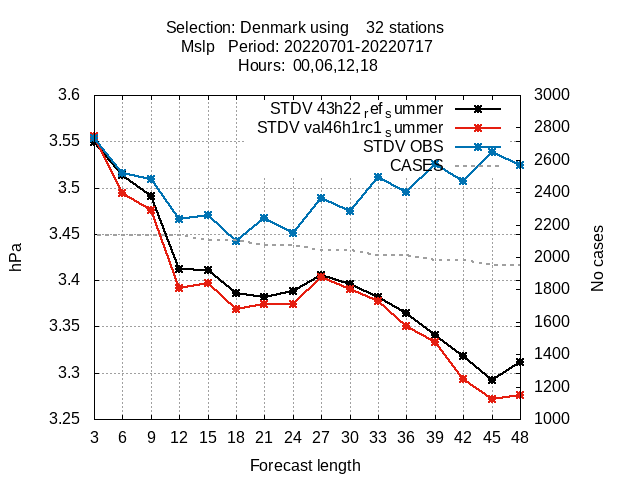 Selection: Denmark using 32 stations
Mslp Period: 20220701-20220717
Hours: 00,06,12,18
3.6
3.55
3.5
3.45
3.4
3.35
3.3
3.25
hPa
STDV 43h22refsummer
STDV val46h1rc1summer
STDV OBS
CASES
3000
2800
2600
2400
2200
2000
1800
1600
1400
1200
1000
No cases
3 6 9 12 15 18 21 24 27 30 33 36 39 42 45 48
Forecast length